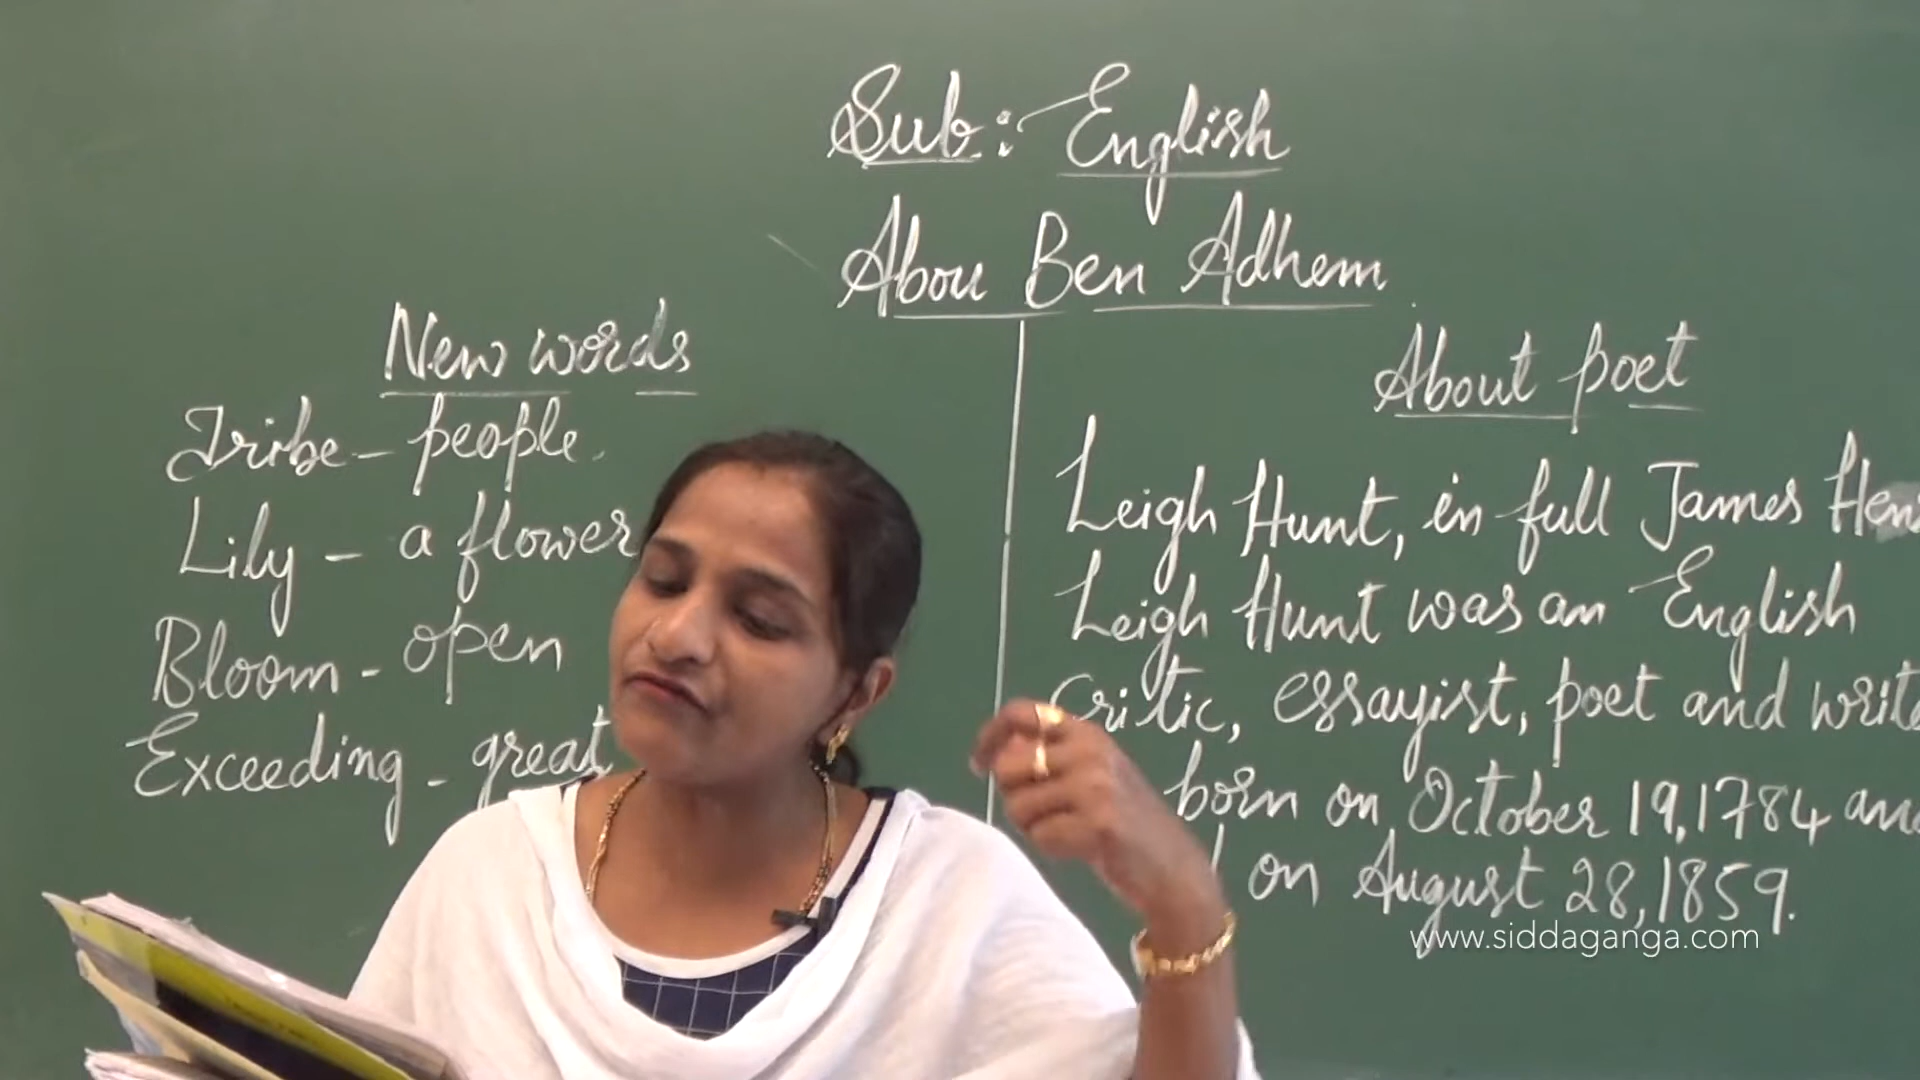 Sub: English
Abou Ben Adhem
New words
Tribe - people.
Lily - a flower
Bloom - open
Exceeding - great
About poet
Leigh Hunt, in full James
Leigh Hunt was an English
critic, essayist, poet and
born on October 19, 1784
on August 28, 1859.
www.siddaganga.com